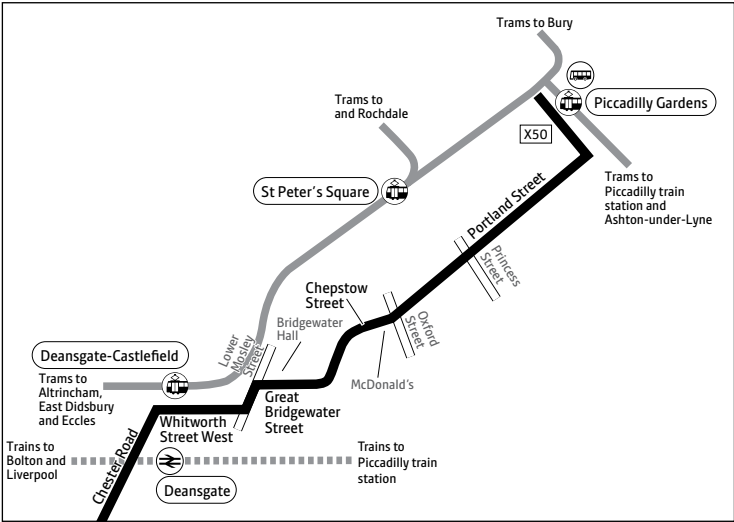 Trams to Bury
Trams to
and Rochdale
Piccadilly Gardens
X50
St Peter's Square
Trams to
Piccadilly train
station and
Ashton-under-Lyne
Portland Street
Princess
Street
Chepstow
Street
Oxford
Street
Bridgewater
Hall
Lower
Mosley
Street
McDonald's
Deansgate-Castlefield
Trams to
Altrincham,
East Didsbury
and Eccles
Great
Bridgewater
Street
Whitworth
Street West
Chester Road
Trains to
Bolton and
Liverpool
Trains to
Piccadilly train
station
Deansgate